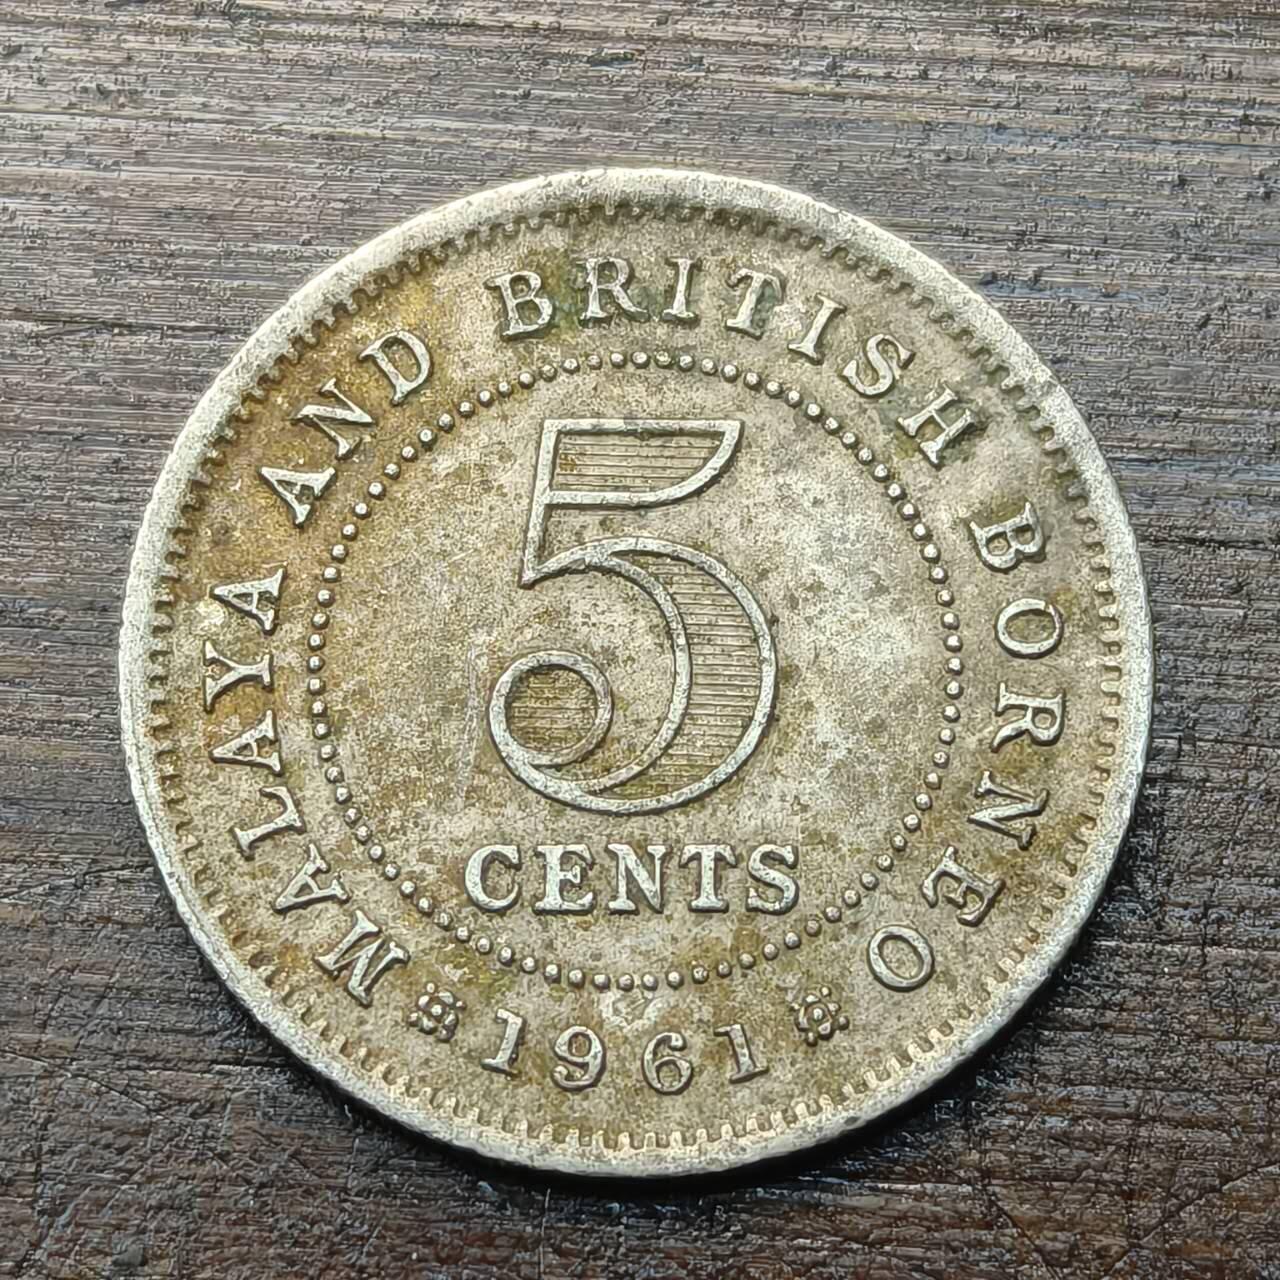 MALAYA AND BRITISH BORNEO
5
CENTS
1961